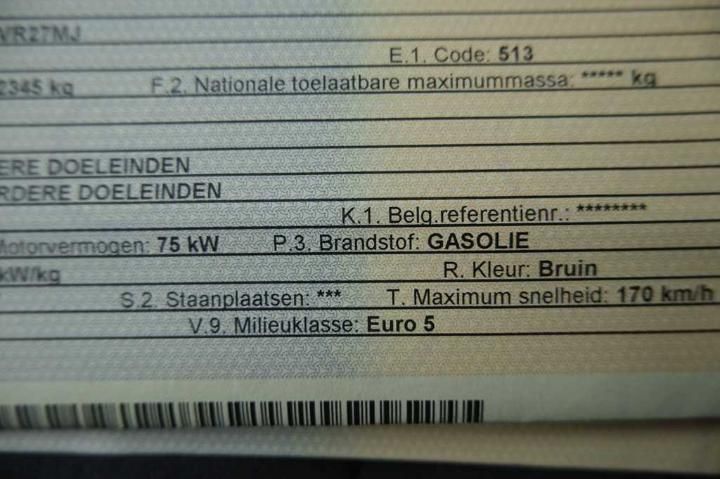 VR27MJ
E.1. Code: 513
2345 kg F.2. Nationale toelaatbare maximummassa: ***** kg
ERE DOELEINDEN
RDERE DOELEINDEN
K.1. Belg.referentienr.: ********
Motorvermogen: 75 kW P.3. Brandstof: GASOLIE
kW/kg R. Kleur: Bruin
S.2. Staanplaatsen: *** T. Maximum snelheid: 170 km/h
V.9. Milieuklasse: Euro 5